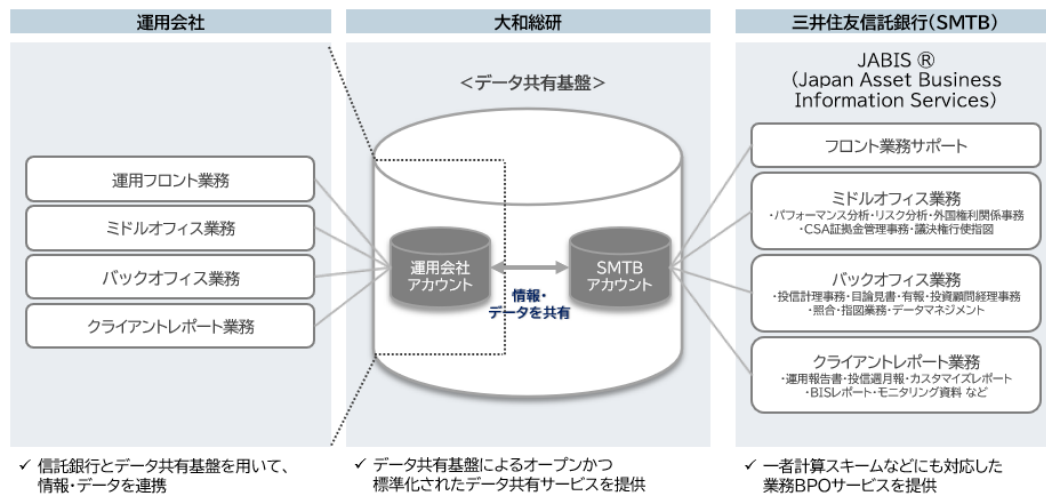 運用会社
大和総研
三井住友信託銀行(SMTB)
運用フロント業務
ミドルオフィス業務
バックオフィス業務
クライアントレポート業務
✓ 信託銀行とデータ共有基盤を用いて、
情報・データを連携
<データ共有基盤>
運用会社
アカウント
SMTB
アカウント
情報・
データを共有
✓ データ共有基盤によるオープンかつ
標準化されたデータ共有サービスを提供
JABIS ®
(Japan Asset Business
Information Services)
フロント業務サポート
ミドルオフィス業務
・パフォーマンス分析・リスク分析・外国権利関係事務
・CSA証拠金管理事務・議決権行使指図
バックオフィス業務
・投信計理事務・目論見書・有報・投資顧問経理事務
・照合・指図業務・データマネジメント
クライアントレポート業務
・運用報告書・投信週月報・カスタマイズレポート
・BISレポート・モニタリング資料 など
✓ 一者計算スキームなどにも対応した
業務BPOサービスを提供